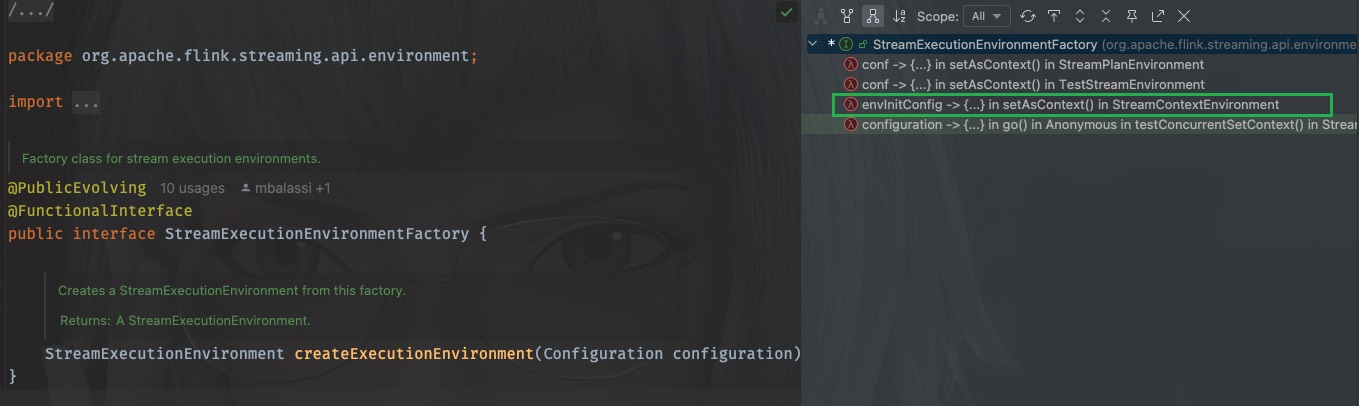 /.../
package org.apache.flink.streaming.api.environment;
import ...
Factory class for stream execution environments.
@PublicEvolving 10 usages mbalassi +1
@FunctionalInterface
public interface StreamExecutionEnvironmentFactory {
Creates a StreamExecutionEnvironment from this factory.
Returns: A StreamExecutionEnvironment.
StreamExecutionEnvironment createExecutionEnvironment(Configuration configuration)
}
Scope: All
* I StreamExecutionEnvironmentFactory (org.apache.flink.streaming.api.environme
λ conf -> {...} in setAsContext() in StreamPlanEnvironment
λ conf -> {...} in setAsContext() in TestStreamEnvironment
λ envInitConfig -> {...} in setAsContext() in StreamContextEnvironment
λ configuration -> {...} in go() in Anonymous in testConcurrentSetContext() in Stream